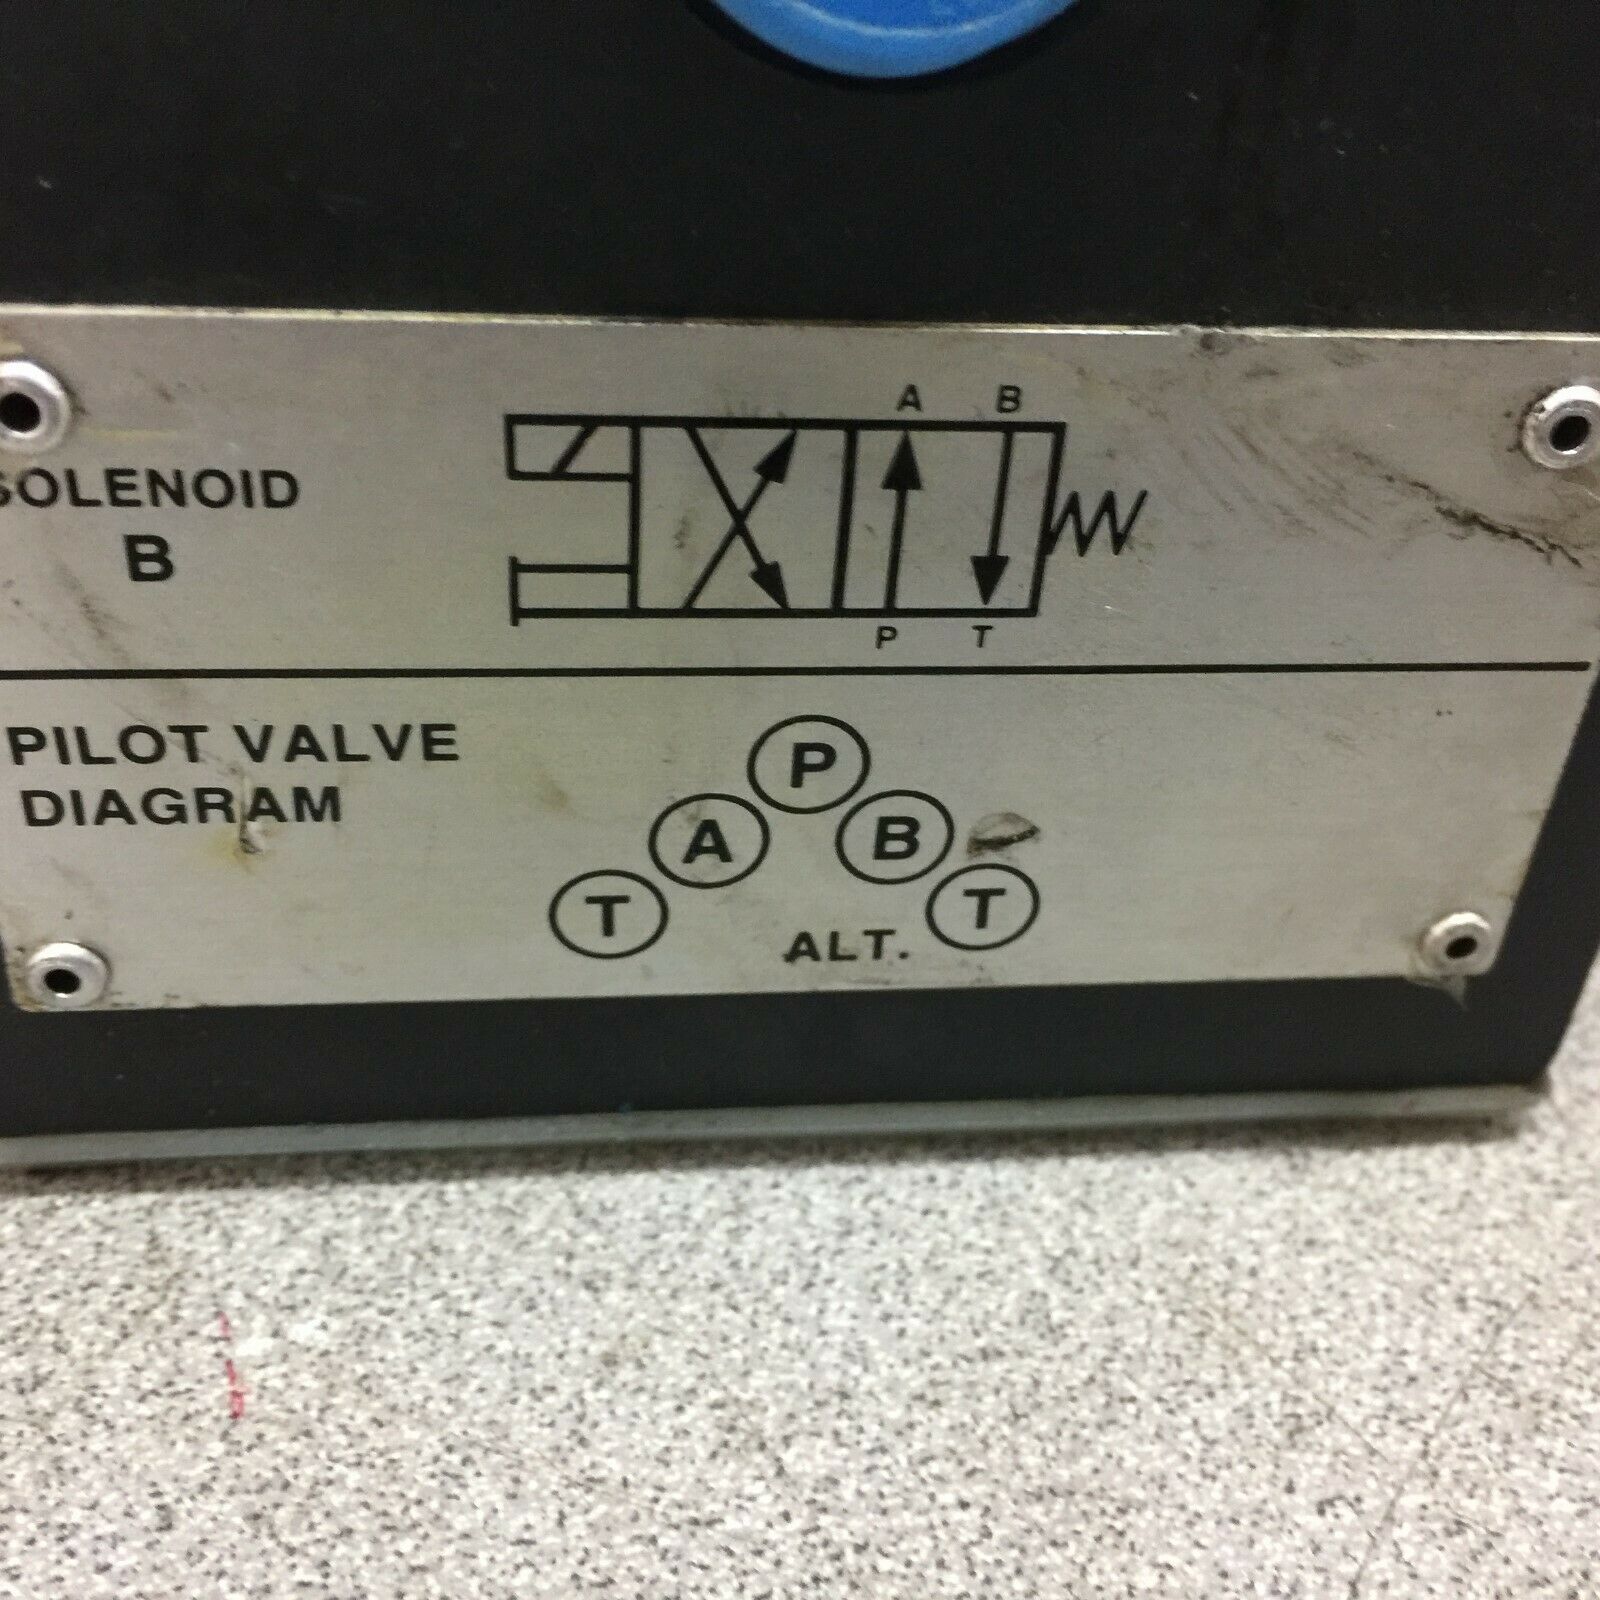 SOLENOID
B
A B
P T
PILOT VALVE
DIAGRAM
P
A B
T T
ALT.